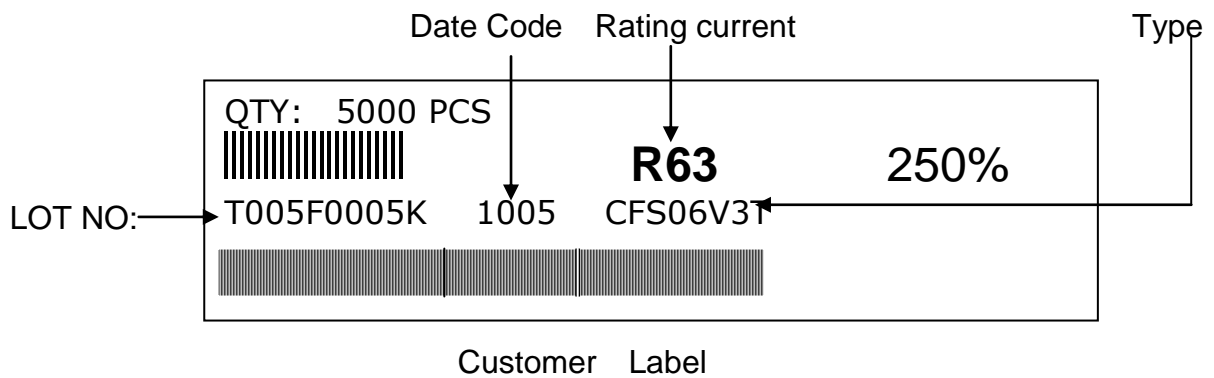 Date Code Rating current Type
QTY: 5000 PCS
R63 250%
LOT NO: T005F0005K 1005 CFS06V3T
Customer Label